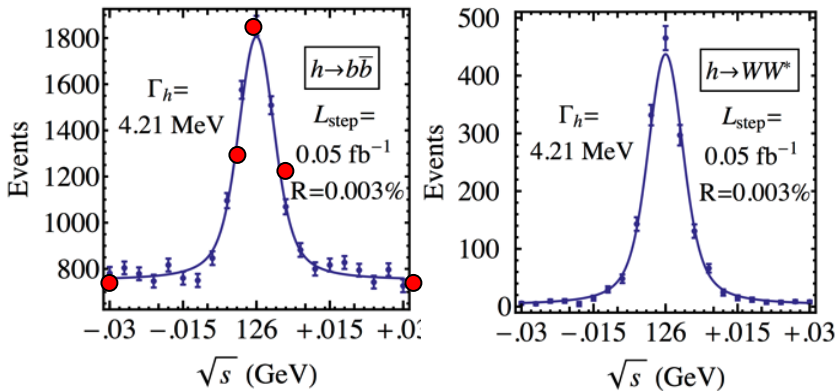 1800
1600
1400
1200
1000
800
Events
h→bb̄
Γh=
4.21 MeV
Lstep=
0.05 fb⁻¹
R=0.003%
−.03 −.015 126 +.015 +.03
√s (GeV)
500
400
300
200
100
0
Events
h→WW*
Γh=
4.21 MeV
Lstep=
0.05 fb⁻¹
R=0.003%
−.03 −.015 126 +.015 +.03
√s (GeV)